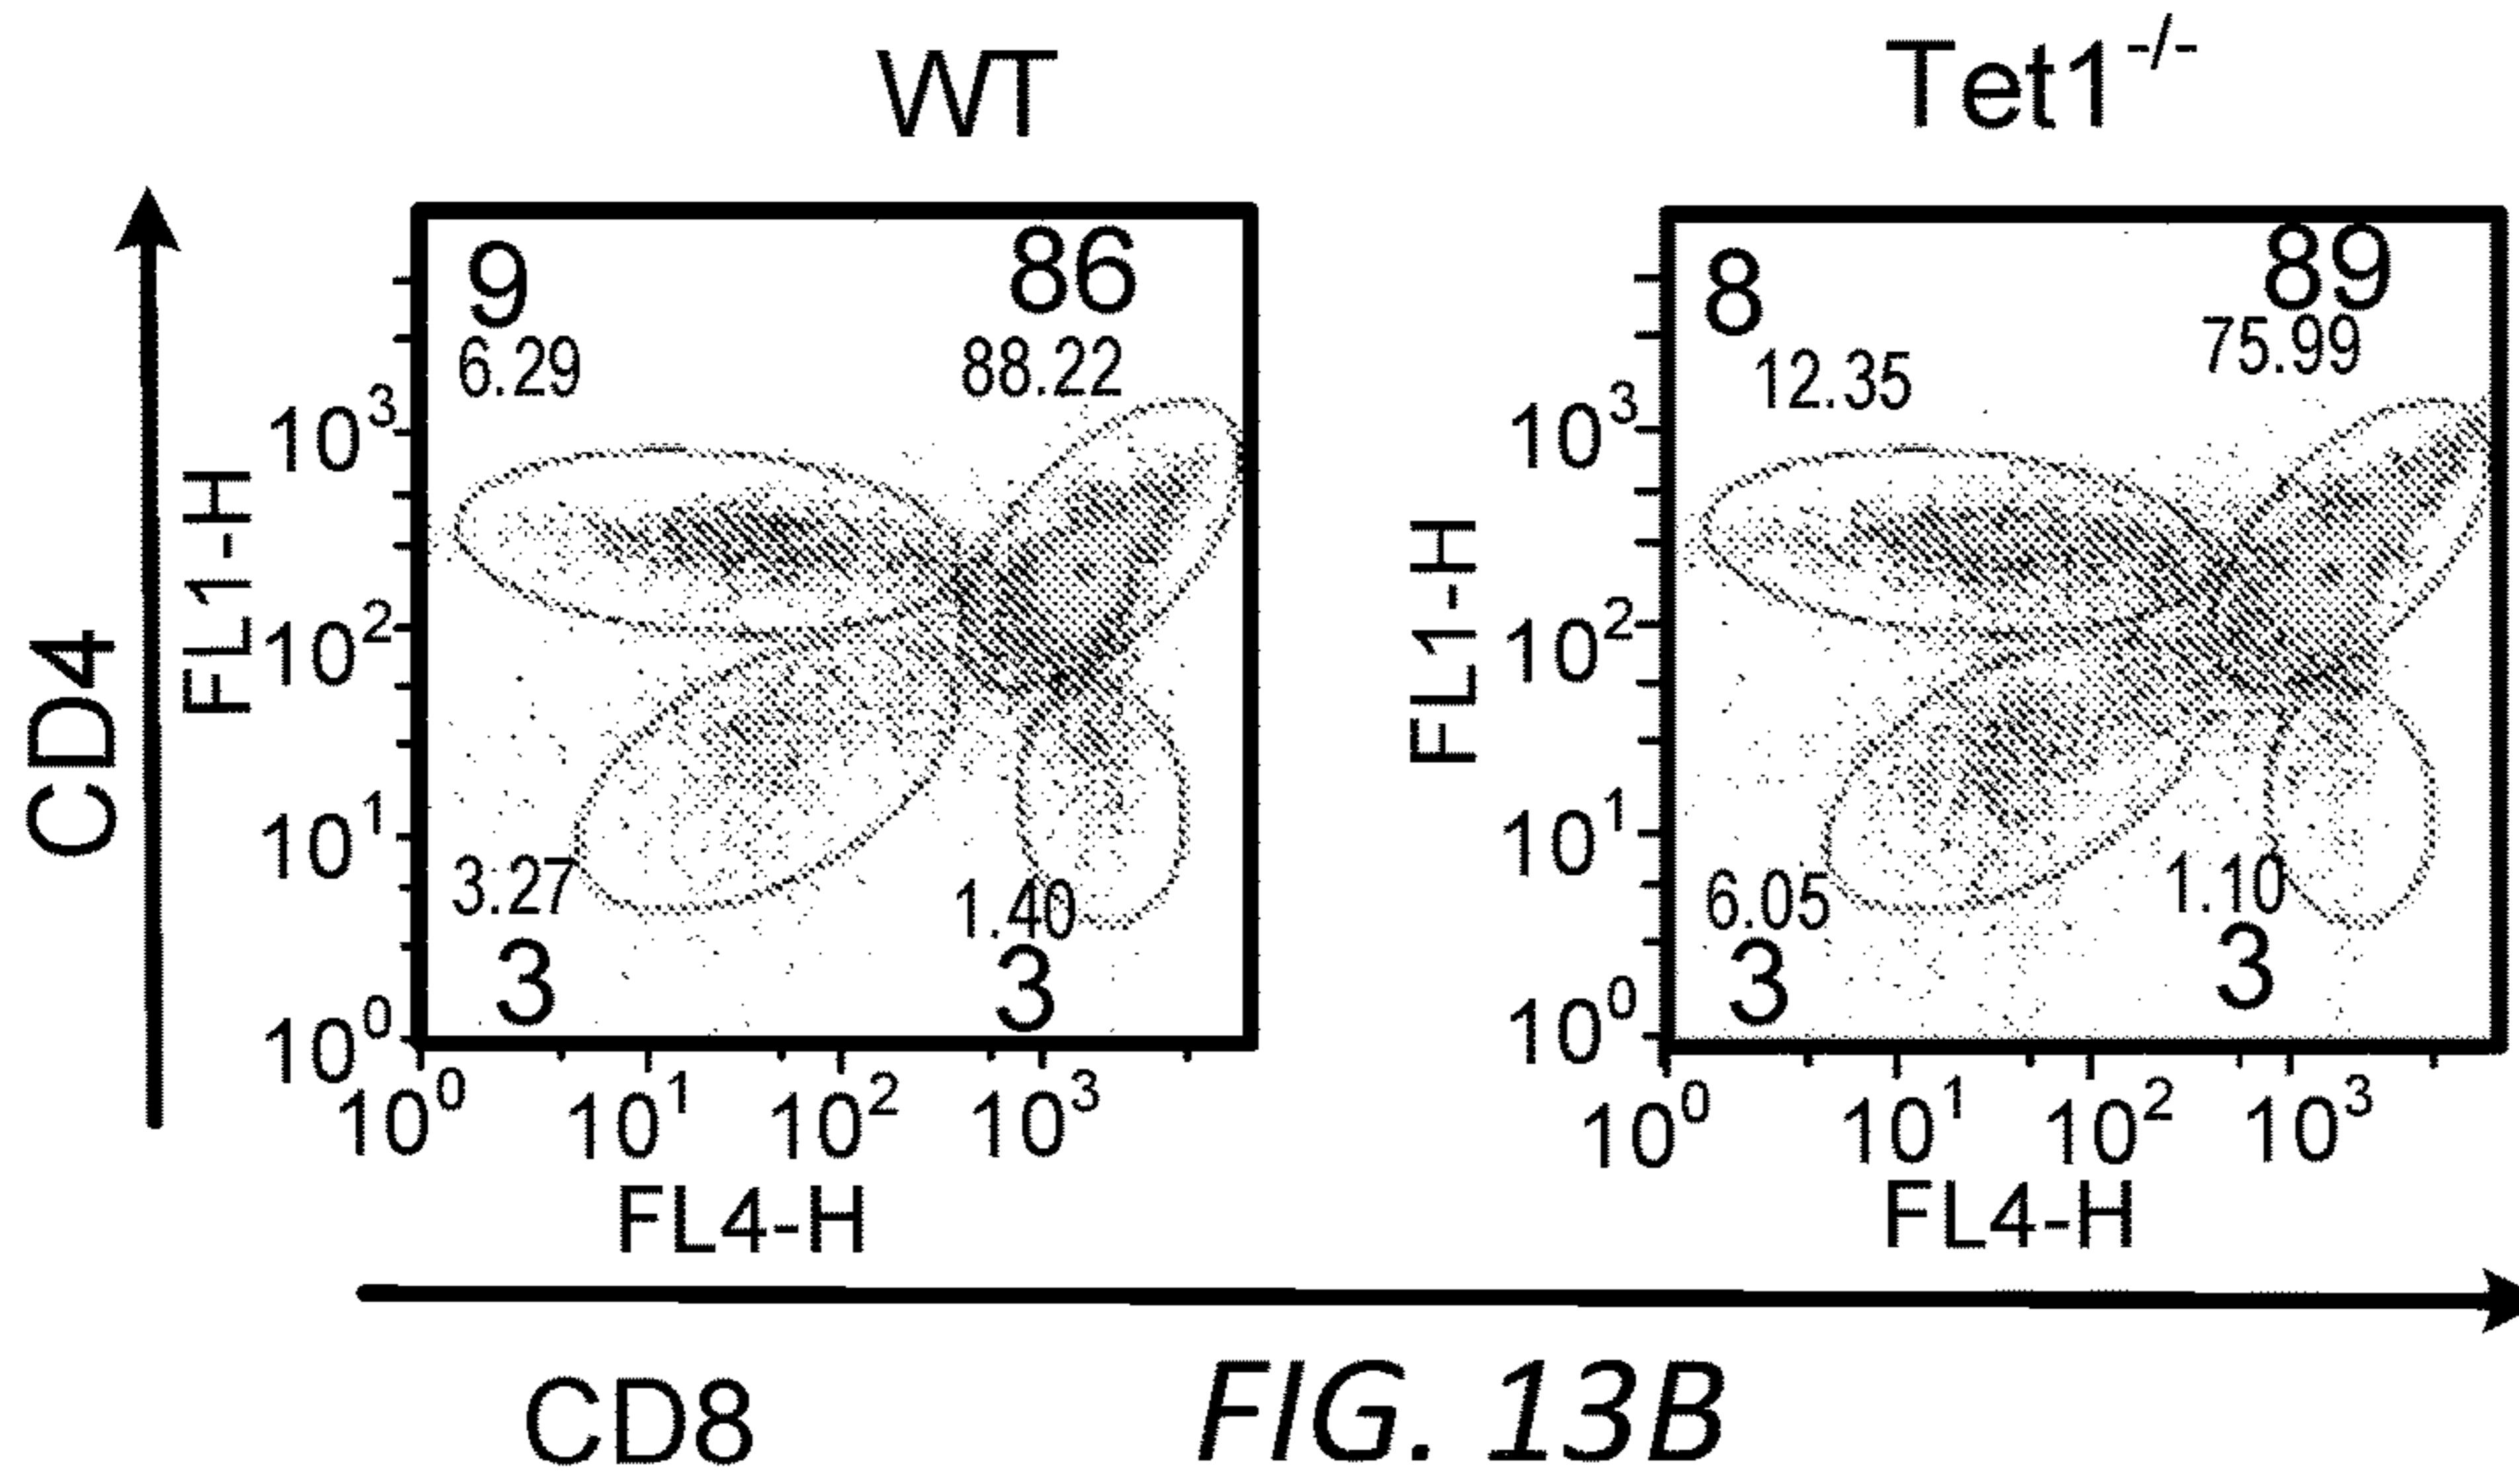 WT
Tet1-/-
CD4
FL1-H
10³
10²
10¹
10⁰
9
86
6.29
88.22
3.27
1.40
3
3
10⁰ 10¹ 10² 10³
FL4-H
FL1-H
10³
10²
10¹
10⁰
8
89
12.35
75.99
6.05
1.10
3
3
10⁰ 10¹ 10² 10³
FL4-H
CD8
FIG. 13B